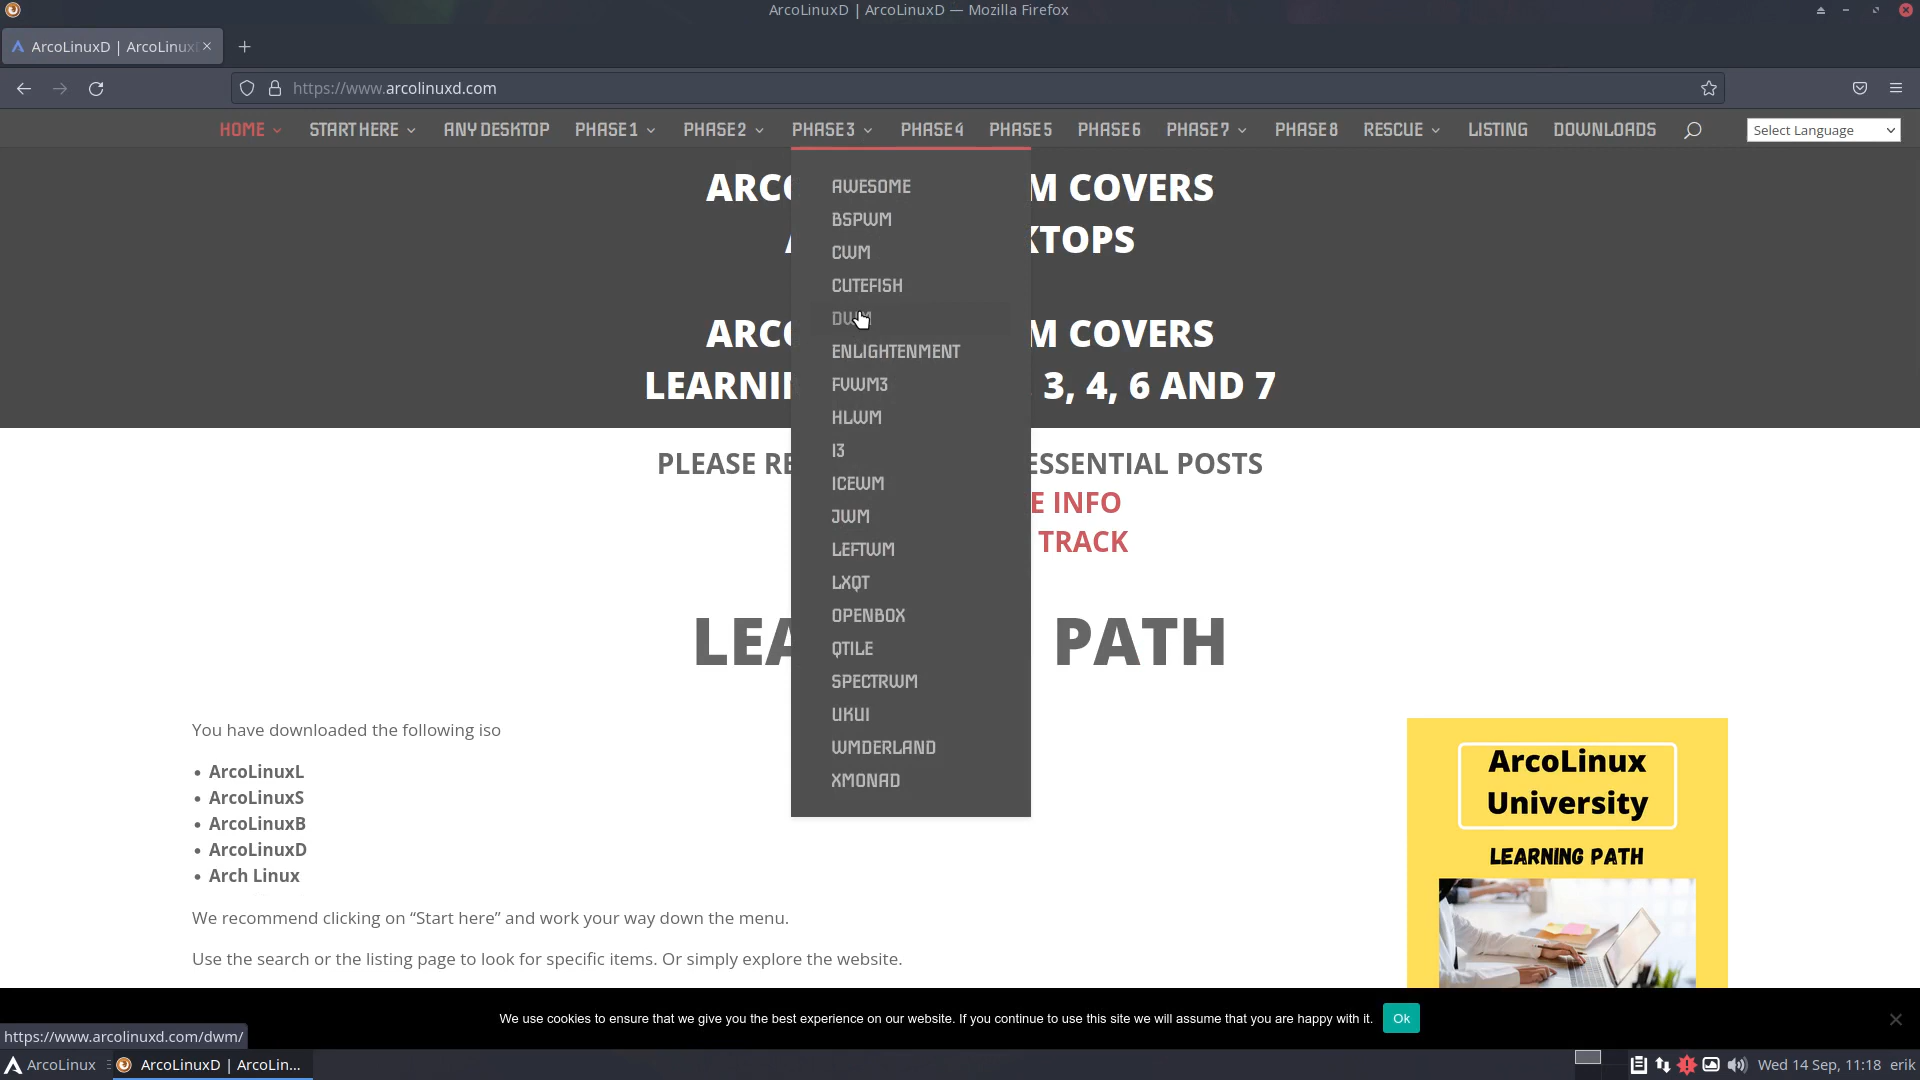 ArcoLinuxD | ArcoLinuxD — Mozilla Firefox
ArcoLinuxD | ArcoLinux
https://www.arcolinuxd.com
HOME START HERE ANY DESKTOP PHASE 1 PHASE 2 PHASE 3 PHASE 4 PHASE 5 PHASE 6 PHASE 7 PHASE 8 RESCUE LISTING DOWNLOADS Select Language
AWESOME
BSPWM
CWM
CUTEFISH
DWM
ENLIGHTENMENT
FVWM3
HLWM
I3
ICEWM
JWM
LEFTWM
LXQT
OPENBOX
QTILE
SPECTRWM
UKUI
WMDERLAND
XMONAD
COVERS
3, 4, 6 AND 7
PLEASE
ESSENTIAL POSTS
INFO
TRACK
PATH
You have downloaded the following iso
• ArcoLinuxL
• ArcoLinuxS
• ArcoLinuxB
• ArcoLinuxD
• Arch Linux
We recommend clicking on “Start here” and work your way down the menu.
Use the search or the listing page to look for specific items. Or simply explore the website.
ArcoLinux
University
LEARNING PATH
We use cookies to ensure that we give you the best experience on our website. If you continue to use this site we will assume that you are happy with it. Ok
https://www.arcolinuxd.com/dwm/
ArcoLinux ArcoLinuxD | ArcoLin... Wed 14 Sep, 11:18 erik